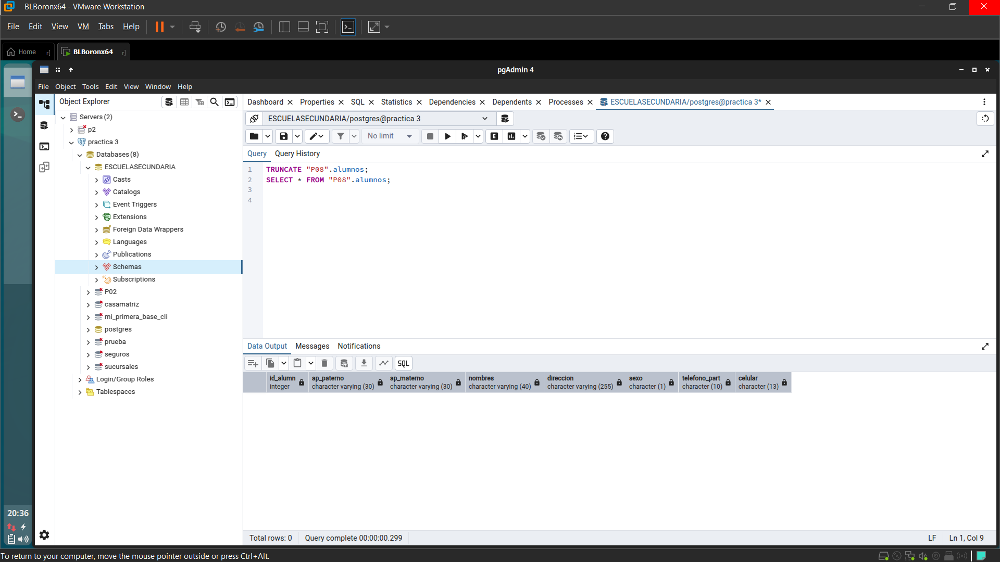 BLBoronx64 - VMware Workstation
File Edit View VM Tabs Help
Home
BLBoronx64
pgAdmin 4
File Object Tools Edit View Window Help
Object Explorer
Dashboard Properties SQL Statistics Dependencies Dependents Processes ESCUELASECUNDARIA/postgres@practica 3*
Servers (2)
p2
practica 3
Databases (8)
ESCUELASECUNDARIA
Casts
Catalogs
Event Triggers
Extensions
Foreign Data Wrappers
Languages
Publications
Schemas
Subscriptions
P02
casamatriz
mi_primera_base_cli
postgres
prueba
seguros
sucursales
Login/Group Roles
Tablespaces
ESCUELASECUNDARIA/postgres@practica 3
No limit
E
Query Query History
1 TRUNCATE "P08".alumnos;
2 SELECT * FROM "P08".alumnos;
3
4
Data Output Messages Notifications
SQL
id_alumn ap_paterno ap_materno nombres direccion sexo telefono_part celular
integer character varying (30) character varying (30) character varying (40) character varying (255) character (1) character (10) character (13)
Total rows: 0 Query complete 00:00:00.299 LF Ln 1, Col 9
20:36
To return to your computer, move the mouse pointer outside or press Ctrl+Alt.